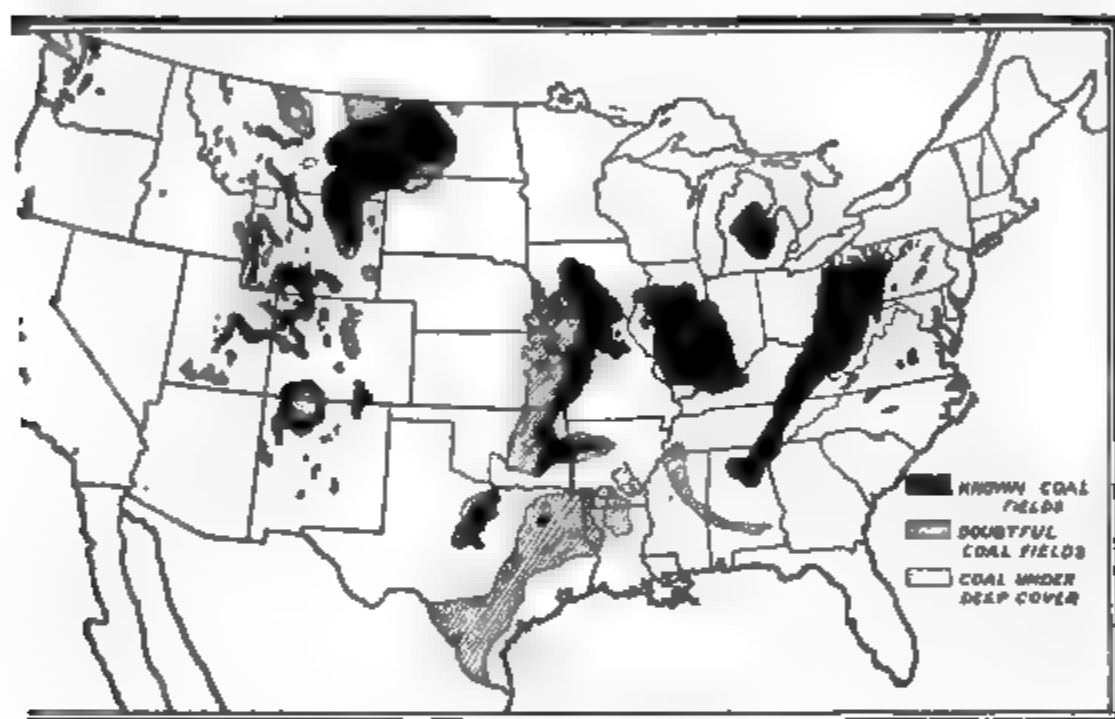 KNOWN COAL
FIELDS
DOUBTFUL
COAL FIELDS
COAL UNDER
DEEP COVER